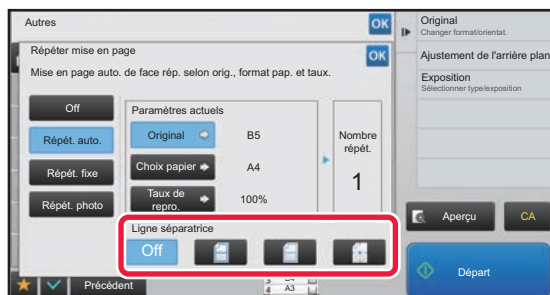 Autres
OK
Répéter mise en page
OK
Mise en page auto. de face rép. selon orig., format pap. et taux.
Off
Répét. auto.
Répét. fixe
Répét. photo
Paramètres actuels
Original
B5
Choix papier
A4
Taux de
repro.
100%
Nombre
répét.
1
Ligne séparatrice
Off
Précédent
4
A3
Original
Changer format/orientat.
Ajustement de l'arrière plan
Exposition
Sélectionner type/exposition
Aperçu
CA
Départ